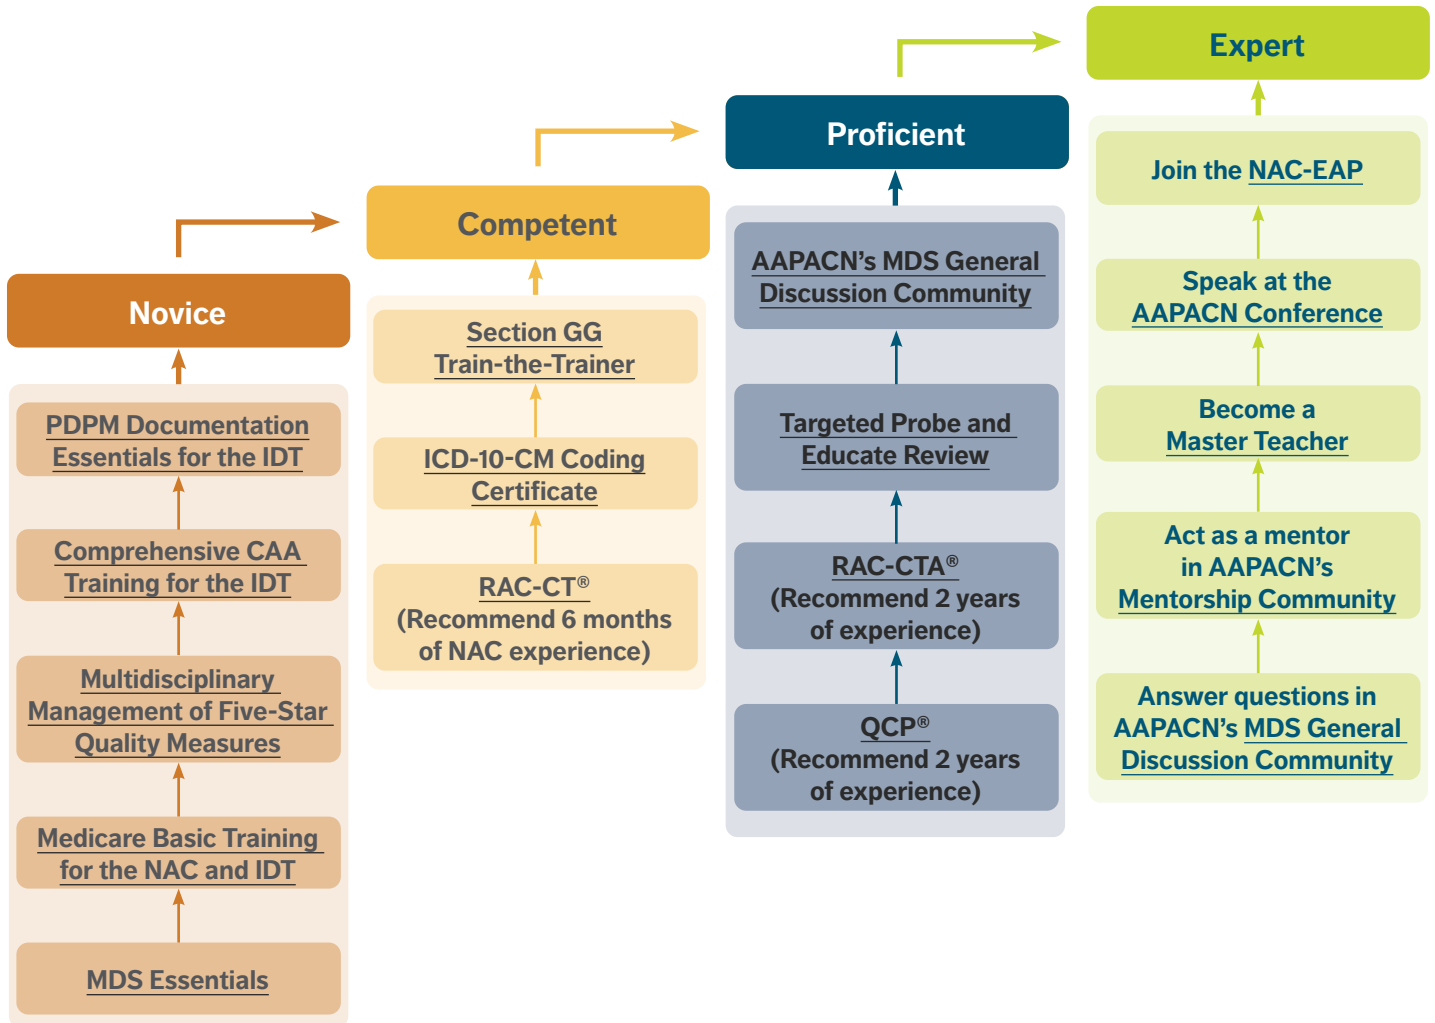 Novice
PDPM Documentation
Essentials for the IDT
Comprehensive CAA
Training for the IDT
Multidisciplinary
Management of Five-Star
Quality Measures
Medicare Basic Training
for the NAC and IDT
MDS Essentials
Competent
Section GG
Train-the-Trainer
ICD-10-CM Coding
Certificate
RAC-CT®
(Recommend 6 months
of NAC experience)
Proficient
AAPACN’s MDS General
Discussion Community
Targeted Probe and
Educate Review
RAC-CTA®
(Recommend 2 years
of experience)
QCP®
(Recommend 2 years
of experience)
Expert
Join the NAC-EAP
Speak at the
AAPACN Conference
Become a
Master Teacher
Act as a mentor
in AAPACN’s
Mentorship Community
Answer questions in
AAPACN’s MDS General
Discussion Community